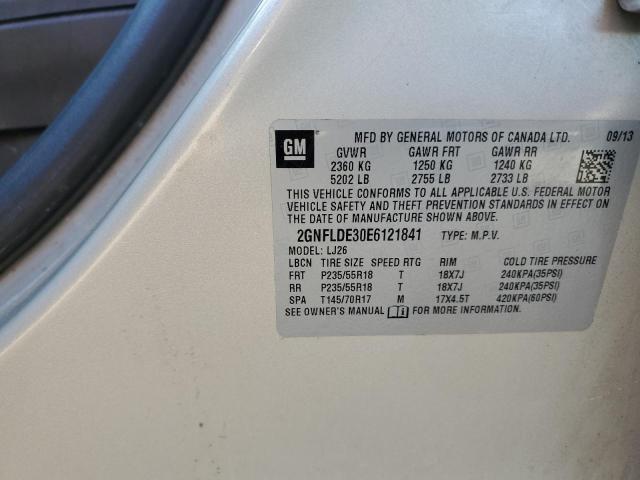 GM
MFD BY GENERAL MOTORS OF CANADA LTD. 09/13
GVWR GAWR FRT GAWR RR
2360 KG 1250 KG 1240 KG
5202 LB 2755 LB 2733 LB
THIS VEHICLE CONFORMS TO ALL APPLICABLE U.S. FEDERAL MOTOR
VEHICLE SAFETY AND THEFT PREVENTION STANDARDS IN EFFECT ON
THE DATE OF MANUFACTURE SHOWN ABOVE.
2GNFLDE30E6121841 TYPE: M.P.V.
MODEL: LJ26
LBCN TIRE SIZE SPEED RTG RIM COLD TIRE PRESSURE
FRT P235/55R18 T 18X7J 240KPA(35PSI)
RR P235/55R18 T 18X7J 240KPA(35PSI)
SPA T145/70R17 M 17X4.5T 420KPA(60PSI)
SEE OWNER'S MANUAL FOR MORE INFORMATION.